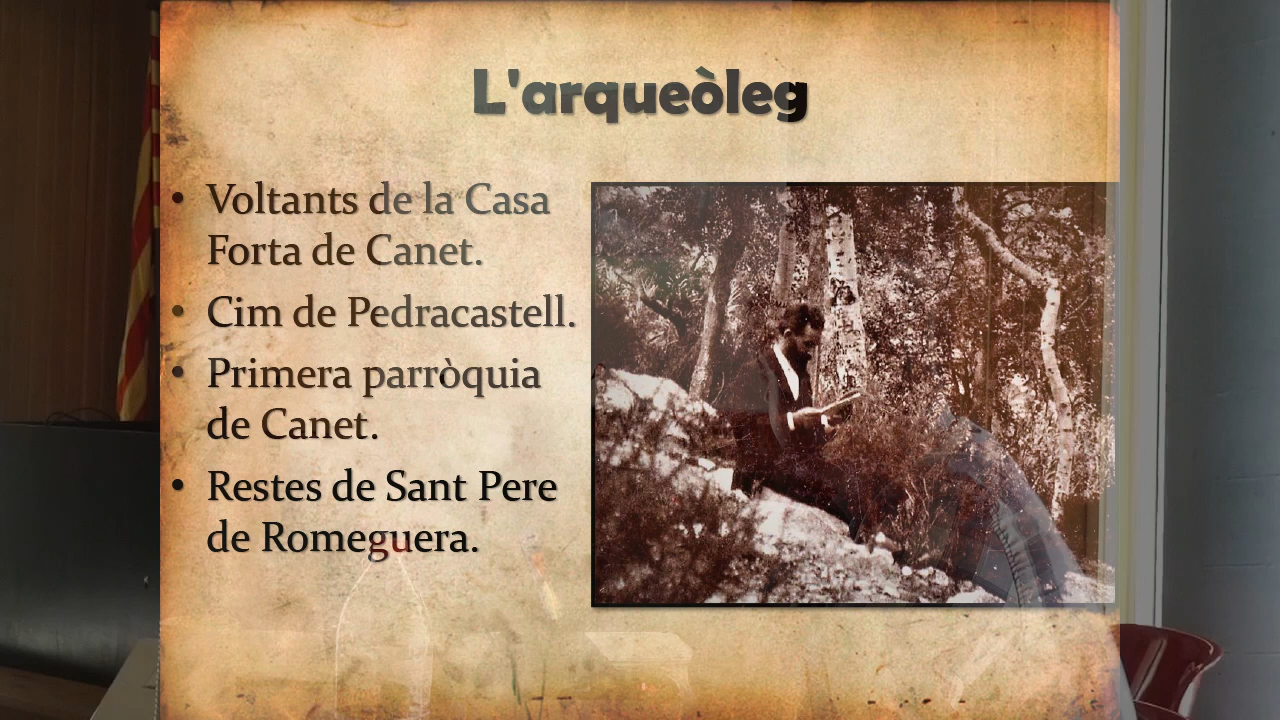 L'arqueòleg
• Voltants de la Casa
Forta de Canet.
• Cim de Pedracastell.
• Primera parròquia
de Canet.
• Restes de Sant Pere
de Romeguera.